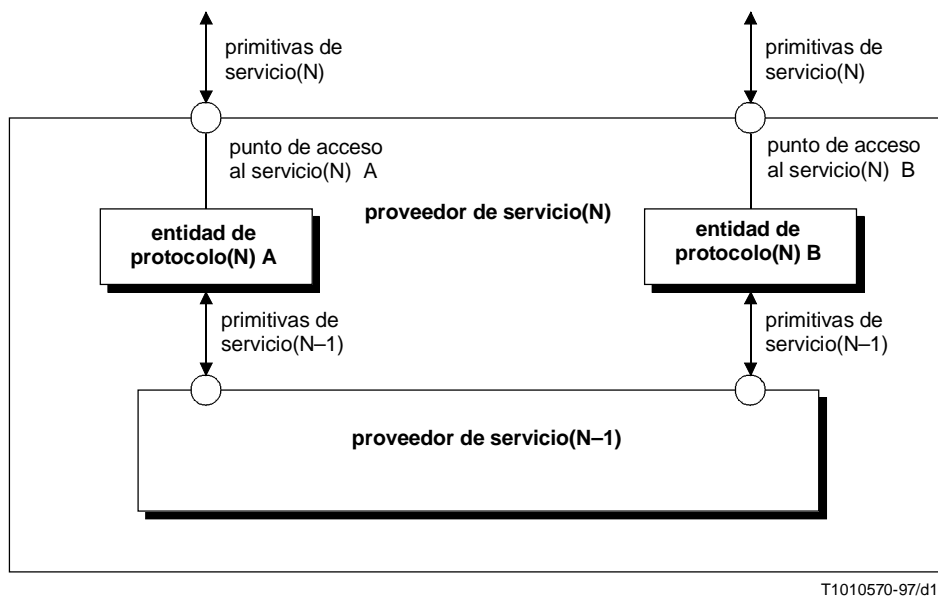 primitivas de
servicio(N)
primitivas de
servicio(N)
punto de acceso
al servicio(N) A
punto de acceso
al servicio(N) B
proveedor de servicio(N)
entidad de
protocolo(N) A
entidad de
protocolo(N) B
primitivas de
servicio(N–1)
primitivas de
servicio(N–1)
proveedor de servicio(N–1)
T1010570-97/d1